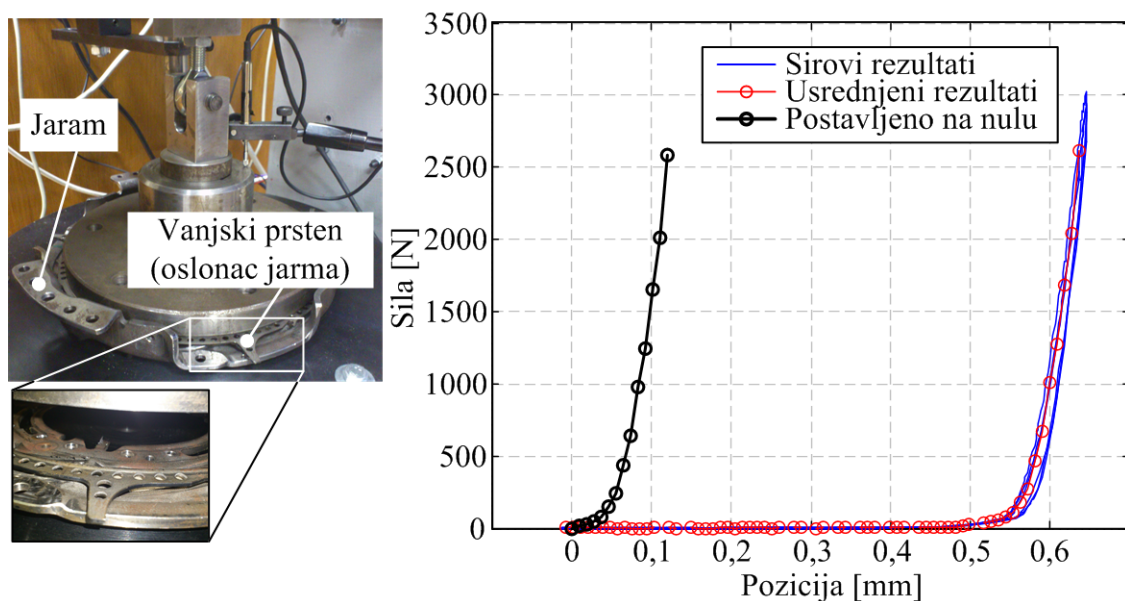 Jaram
Vanjski prsten
(oslonac jarma)
Sila [N]
3500
3000
2500
2000
1500
1000
500
0
Sirovi rezultati
Usrednjeni rezultati
Postavljeno na nulu
0
0,1
0,2
0,3
0,4
0,5
0,6
Pozicija [mm]